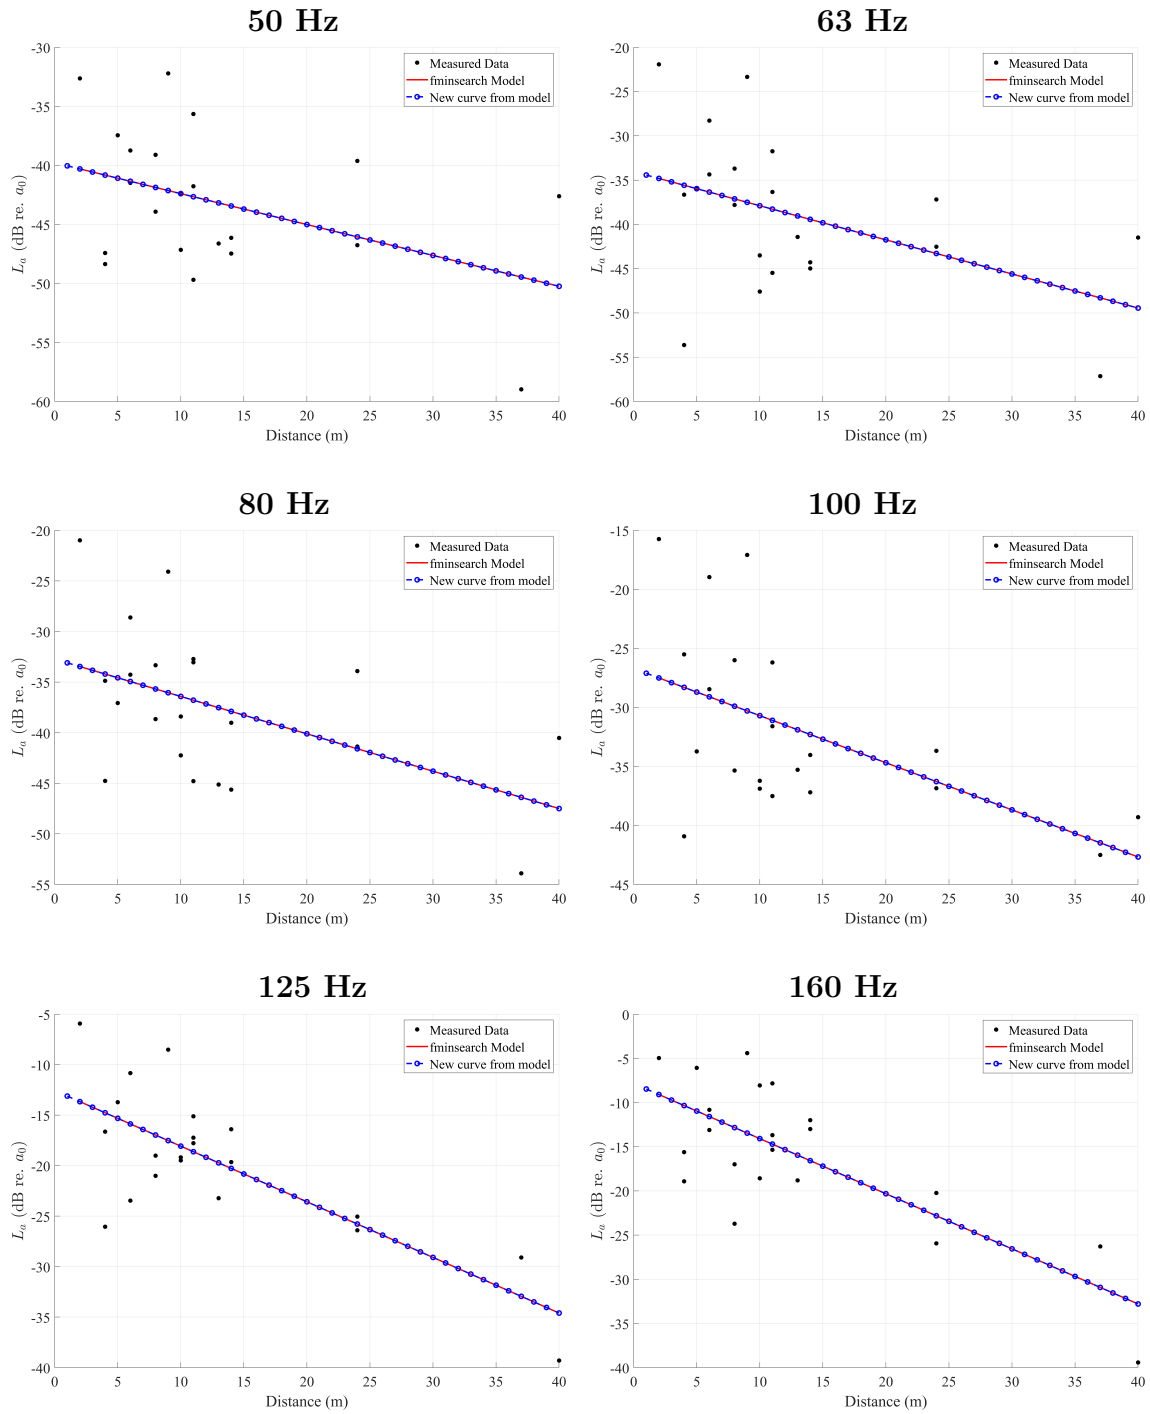 50 Hz
-30
-35
-40
-45
-50
-55
-60
0 5 10 15 20 25 30 35 40
Distance (m)
L_a (dB re. a_0)
Measured Data
fminsearch Model
New curve from model
63 Hz
-20
-25
-30
-35
-40
-45
-50
-55
-60
0 5 10 15 20 25 30 35 40
Distance (m)
L_a (dB re. a_0)
Measured Data
fminsearch Model
New curve from model
80 Hz
-20
-25
-30
-35
-40
-45
-50
-55
0 5 10 15 20 25 30 35 40
Distance (m)
L_a (dB re. a_0)
Measured Data
fminsearch Model
New curve from model
100 Hz
-15
-20
-25
-30
-35
-40
-45
0 5 10 15 20 25 30 35 40
Distance (m)
L_a (dB re. a_0)
Measured Data
fminsearch Model
New curve from model
125 Hz
-5
-10
-15
-20
-25
-30
-35
-40
0 5 10 15 20 25 30 35 40
Distance (m)
L_a (dB re. a_0)
Measured Data
fminsearch Model
New curve from model
160 Hz
0
-5
-10
-15
-20
-25
-30
-35
-40
0 5 10 15 20 25 30 35 40
Distance (m)
L_a (dB re. a_0)
Measured Data
fminsearch Model
New curve from model